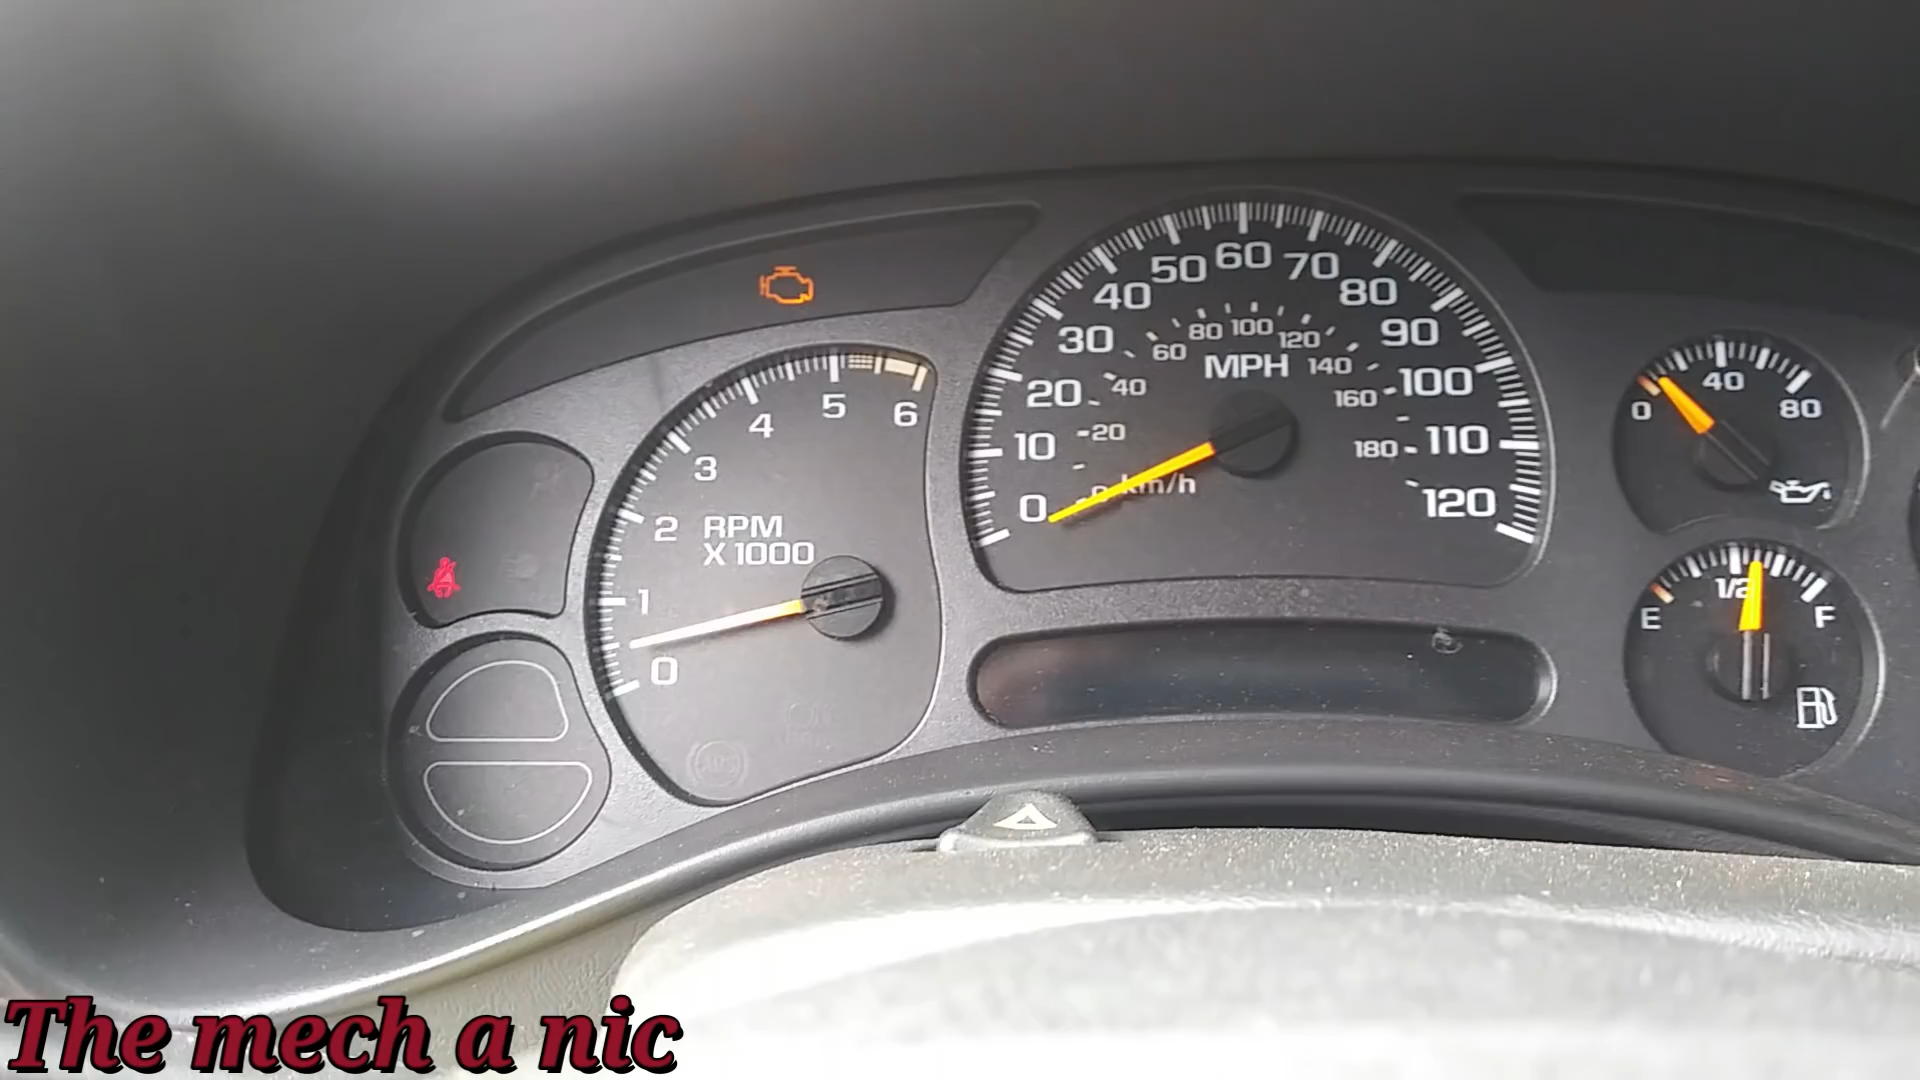 0 1 2 3 4 5 6
RPM
X 1000
0 10 20 30 40 50 60 70 80 90 100 110 120
MPH
0 20 40 60 80 100 120 140 160 180
km/h
0 40 80
E 1/2 F
The mech a nic